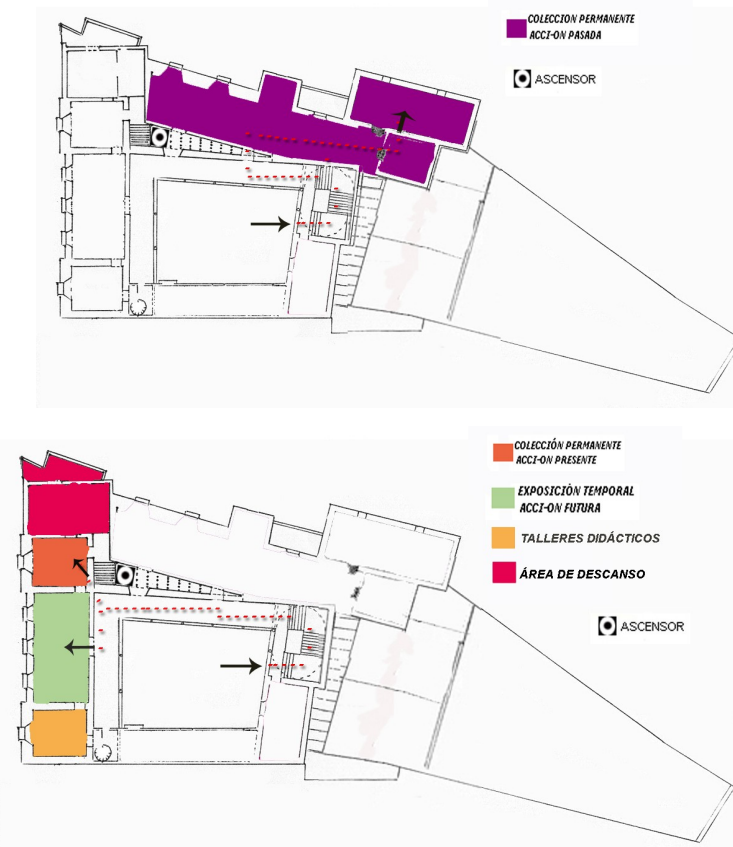 COLECCION PERMANENTE
ACCI-ON PASADA
ASCENSOR
COLECCIÓN PERMANENTE
ACCI-ON PRESENTE
EXPOSICIÒN TEMPORAL
ACCI-ON FUTURA
TALLERES DIDÁCTICOS
ÁREA DE DESCANSO
ASCENSOR